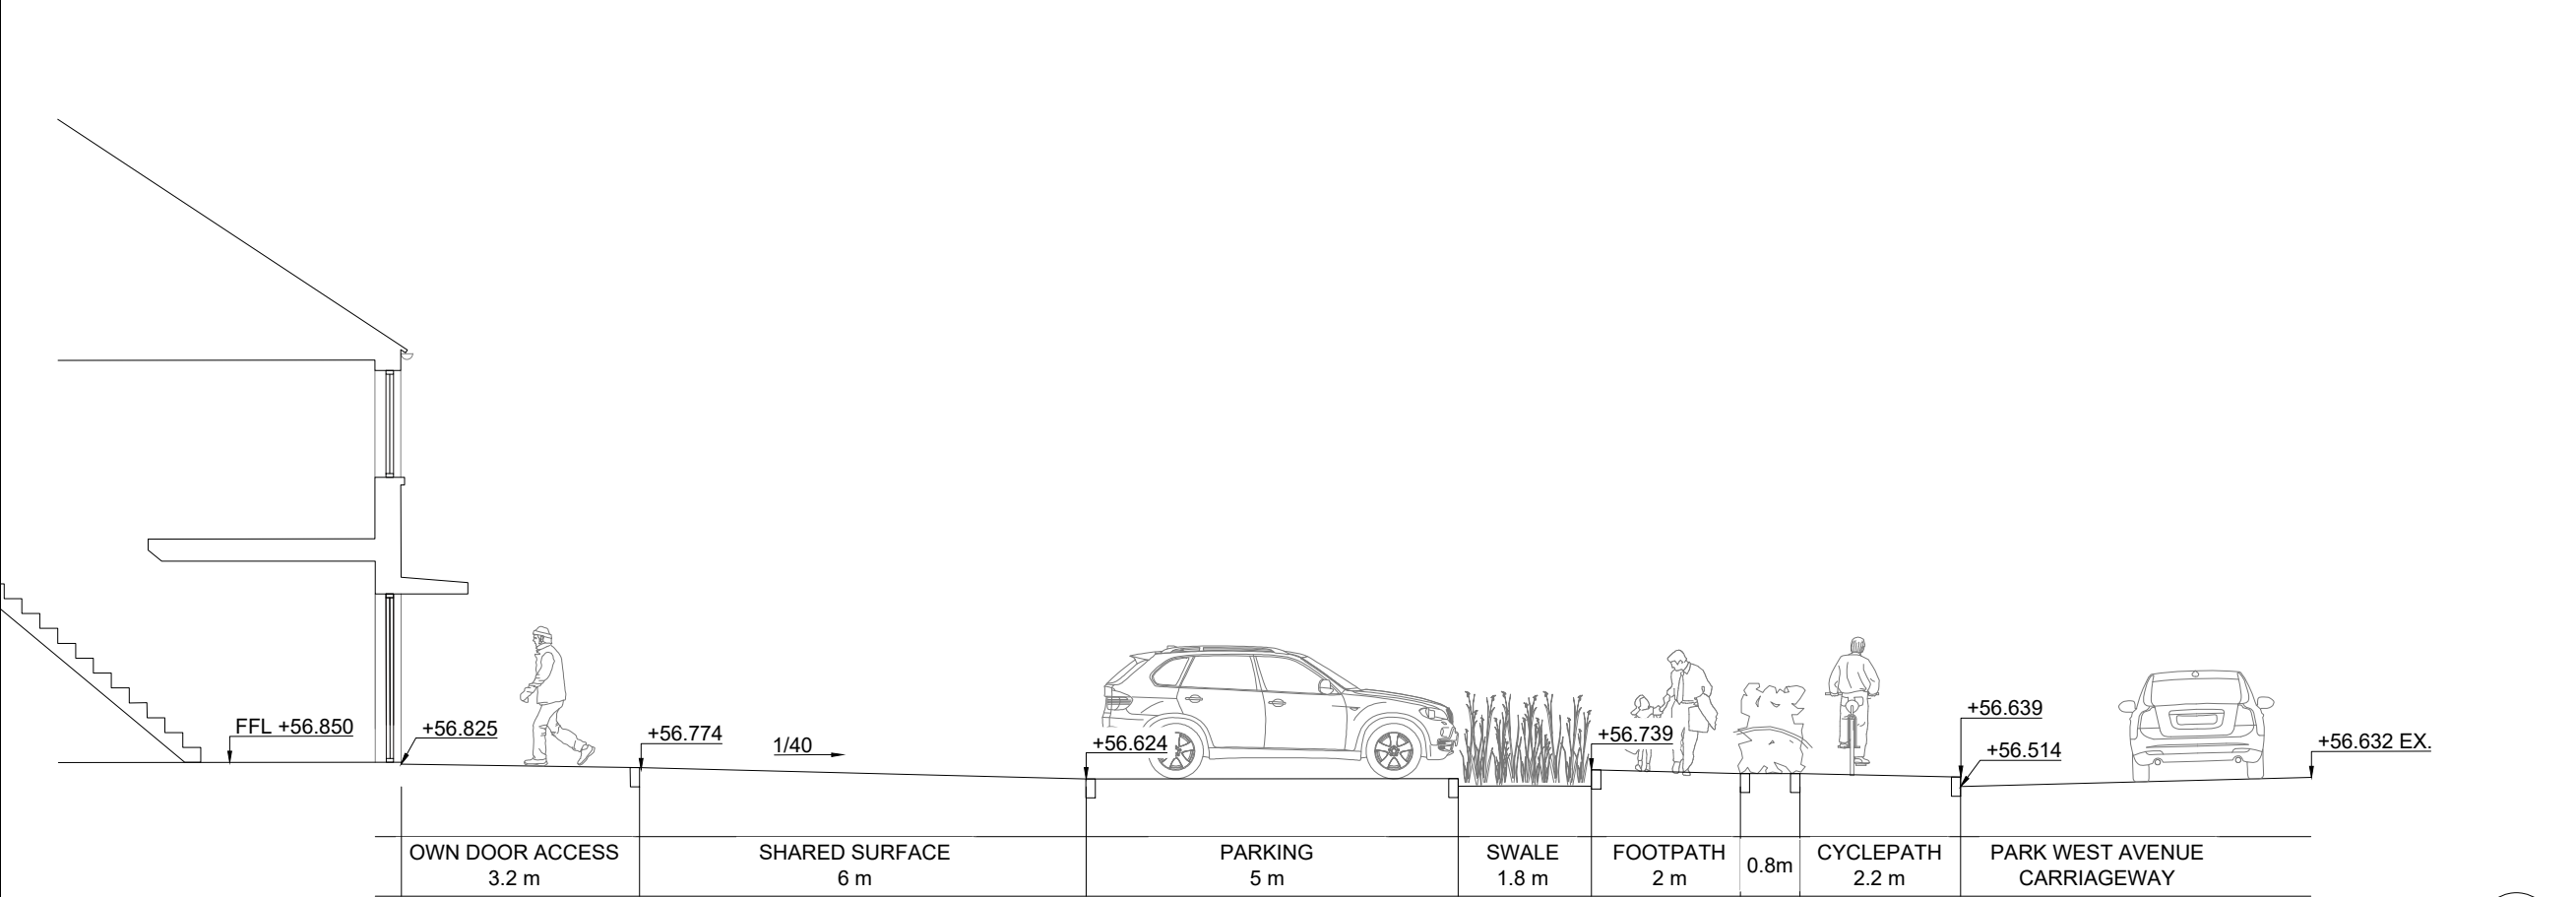 FFL +56.850
+56.825
+56.774
1/40
+56.624
+56.739
+56.639
+56.514
+56.632 EX.
OWN DOOR ACCESS
3.2 m
SHARED SURFACE
6 m
PARKING
5 m
SWALE
1.8 m
FOOTPATH
2 m
0.8m
CYCLEPATH
2.2 m
PARK WEST AVENUE
CARRIAGEWAY